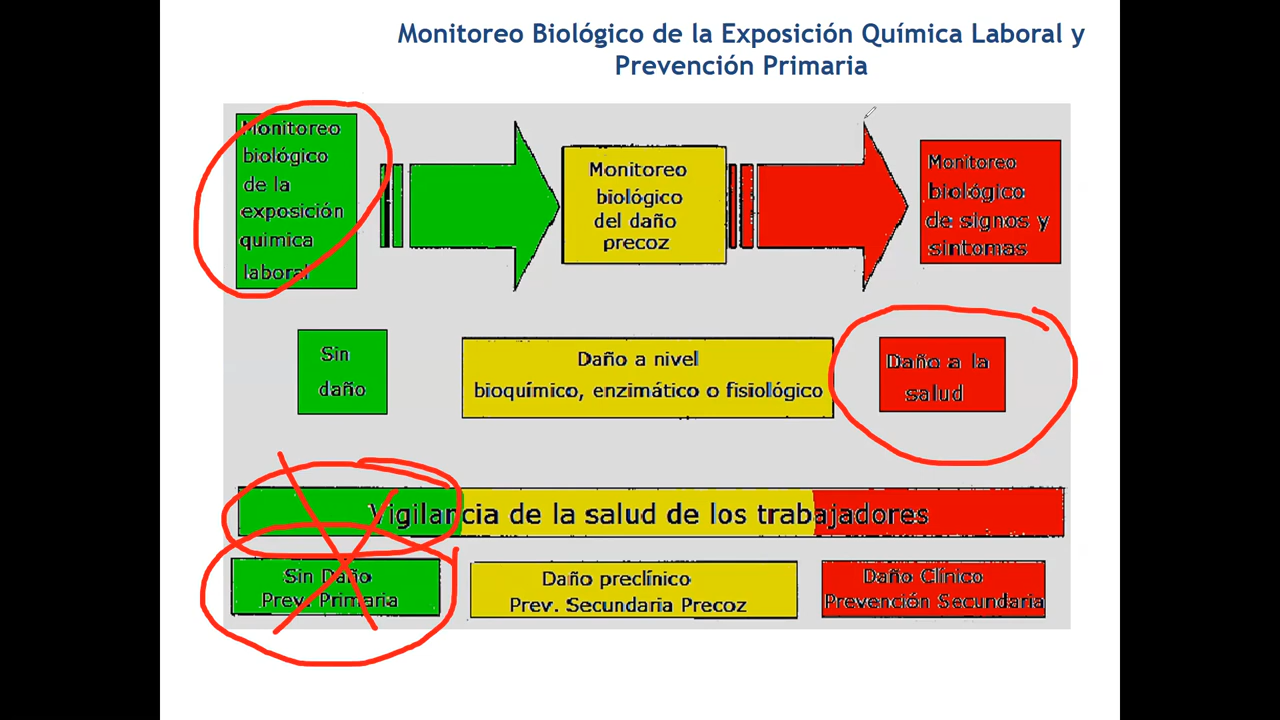 Monitoreo Biológico de la Exposición Química Laboral y
Prevención Primaria
Monitoreo
biológico
de la
exposición
quimica
laboral
Monitoreo
biológico
del daño
precoz
Monitoreo
biológico
de signos y
sintomas
Sin
daño
Daño a nivel
bioquímico, enzimático o fisiológico
Daño a la
salud
Vigilancia de la salud de los trabajadores
Sin Daño
Prev. Primaria
Daño preclínico
Prev. Secundaria Precoz
Daño Clínico
Prevención Secundaria